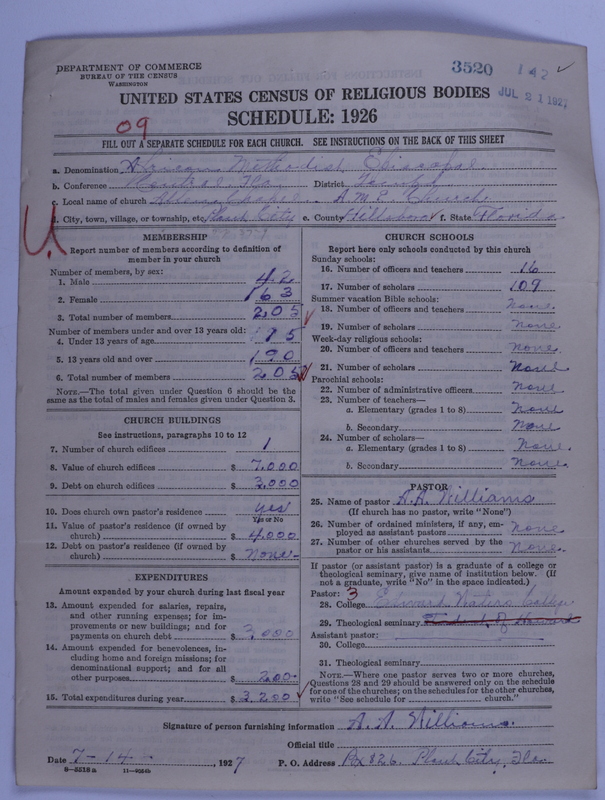 DEPARTMENT OF COMMERCE
BUREAU OF THE CENSUS
WASHINGTON
3520 142
JUL 21 1927
UNITED STATES CENSUS OF RELIGIOUS BODIES
SCHEDULE: 1926
09
FILL OUT A SEPARATE SCHEDULE FOR EACH CHURCH. SEE INSTRUCTIONS ON THE BACK OF THIS SHEET
a. Denomination African Methodist Episcopal
b. Conference Central Fla District
c. Local name of church Allen Chapel A.M.E. Church
d. City, town, village, or township, etc. Plant City e. County Hillsboro f. State Florida
MEMBERSHIP
Report number of members according to definition of
member in your church
Number of members, by sex:
1. Male 42
2. Female 163
3. Total number of members 205
Number of members under and over 13 years old:
4. Under 13 years of age 15
5. 13 years old and over 190
6. Total number of members 205
NOTE.—The total given under Question 6 should be the
same as the total of males and females given under Question 3.
CHURCH BUILDINGS
See instructions, paragraphs 10 to 12
7. Number of church edifices 1
8. Value of church edifices $ 7,000
9. Debt on church edifices $ 3,000
10. Does church own pastor's residence yes
Yes or No
11. Value of pastor's residence (if owned by
church) $ 4,000
12. Debt on pastor's residence (if owned by
church) $ None
EXPENDITURES
Amount expended by your church during last fiscal year
13. Amount expended for salaries, repairs,
and other running expenses; for im-
provements or new buildings; and for
payments on church debt $ 3,000
14. Amount expended for benevolences, in-
cluding home and foreign missions; for
denominational support; and for all
other purposes $ 200
15. Total expenditures during year $ 3,200
CHURCH SCHOOLS
Report here only schools conducted by this church
Sunday schools:
16. Number of officers and teachers 16
17. Number of scholars 109
Summer vacation Bible schools:
18. Number of officers and teachers None
19. Number of scholars None
Week-day religious schools:
20. Number of officers and teachers None
21. Number of scholars None
Parochial schools:
22. Number of administrative officers None
23. Number of teachers—
a. Elementary (grades 1 to 8) None
b. Secondary None
24. Number of scholars—
a. Elementary (grades 1 to 8) None.
b. Secondary None.
PASTOR
25. Name of pastor A.A. Williams
(If church has no pastor, write "None")
26. Number of ordained ministers, if any, em-
ployed as assistant pastors None
27. Number of other churches served by the
pastor or his assistants None.
If pastor (or assistant pastor) is a graduate of a college or
theological seminary, give name of institution below. (If
not a graduate, write "No" in the space indicated.)
Pastor: 3
28. College Edward Waters College
29. Theological seminary Student of Howard
Assistant pastor:
30. College
31. Theological seminary
NOTE.—Where one pastor serves two or more churches,
Questions 28 and 29 should be answered only on the schedule
for one of the churches; on the schedules for the other churches,
write "See schedule for church."
Signature of person furnishing information A. A. Williams.
Official title
Date 7-14-, 1927 P. O. Address Box 826. Plant City, Fla.
8—5518a 11—9204b